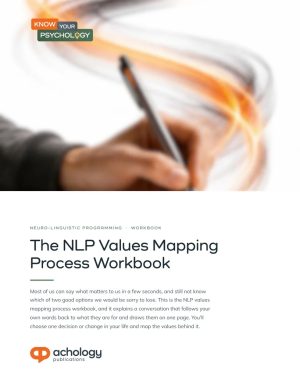 KNOW YOUR
PSYCHOLOGY
NEURO-LINGUISTIC PROGRAMMING WORKBOOK
The NLP Values Mapping
Process Workbook
Most of us can say what matters to us in a few seconds, and still not know
which of two good options we would be sorry to lose. This is the NLP values
mapping process workbook, and it explains a conversation that follows your
own words back to what they are for and draws them on one page. You'll
choose one decision or change in your life and map the values behind it.
achology
publications